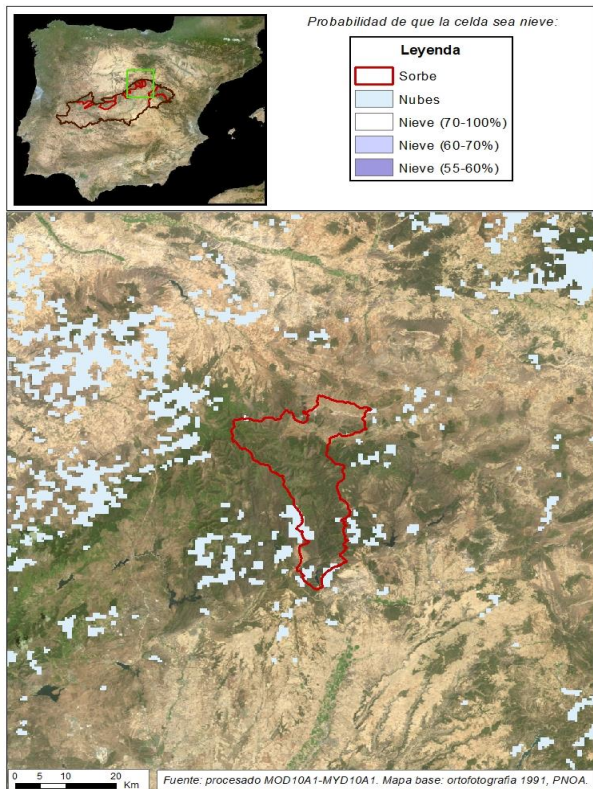 Probabilidad de que la celda sea nieve:
Leyenda
Sorbe
Nubes
Nieve (70-100%)
Nieve (60-70%)
Nieve (55-60%)
0 5 10 20
Km
Fuente: procesado MOD10A1-MYD10A1. Mapa base: ortofotografia 1991, PNOA.